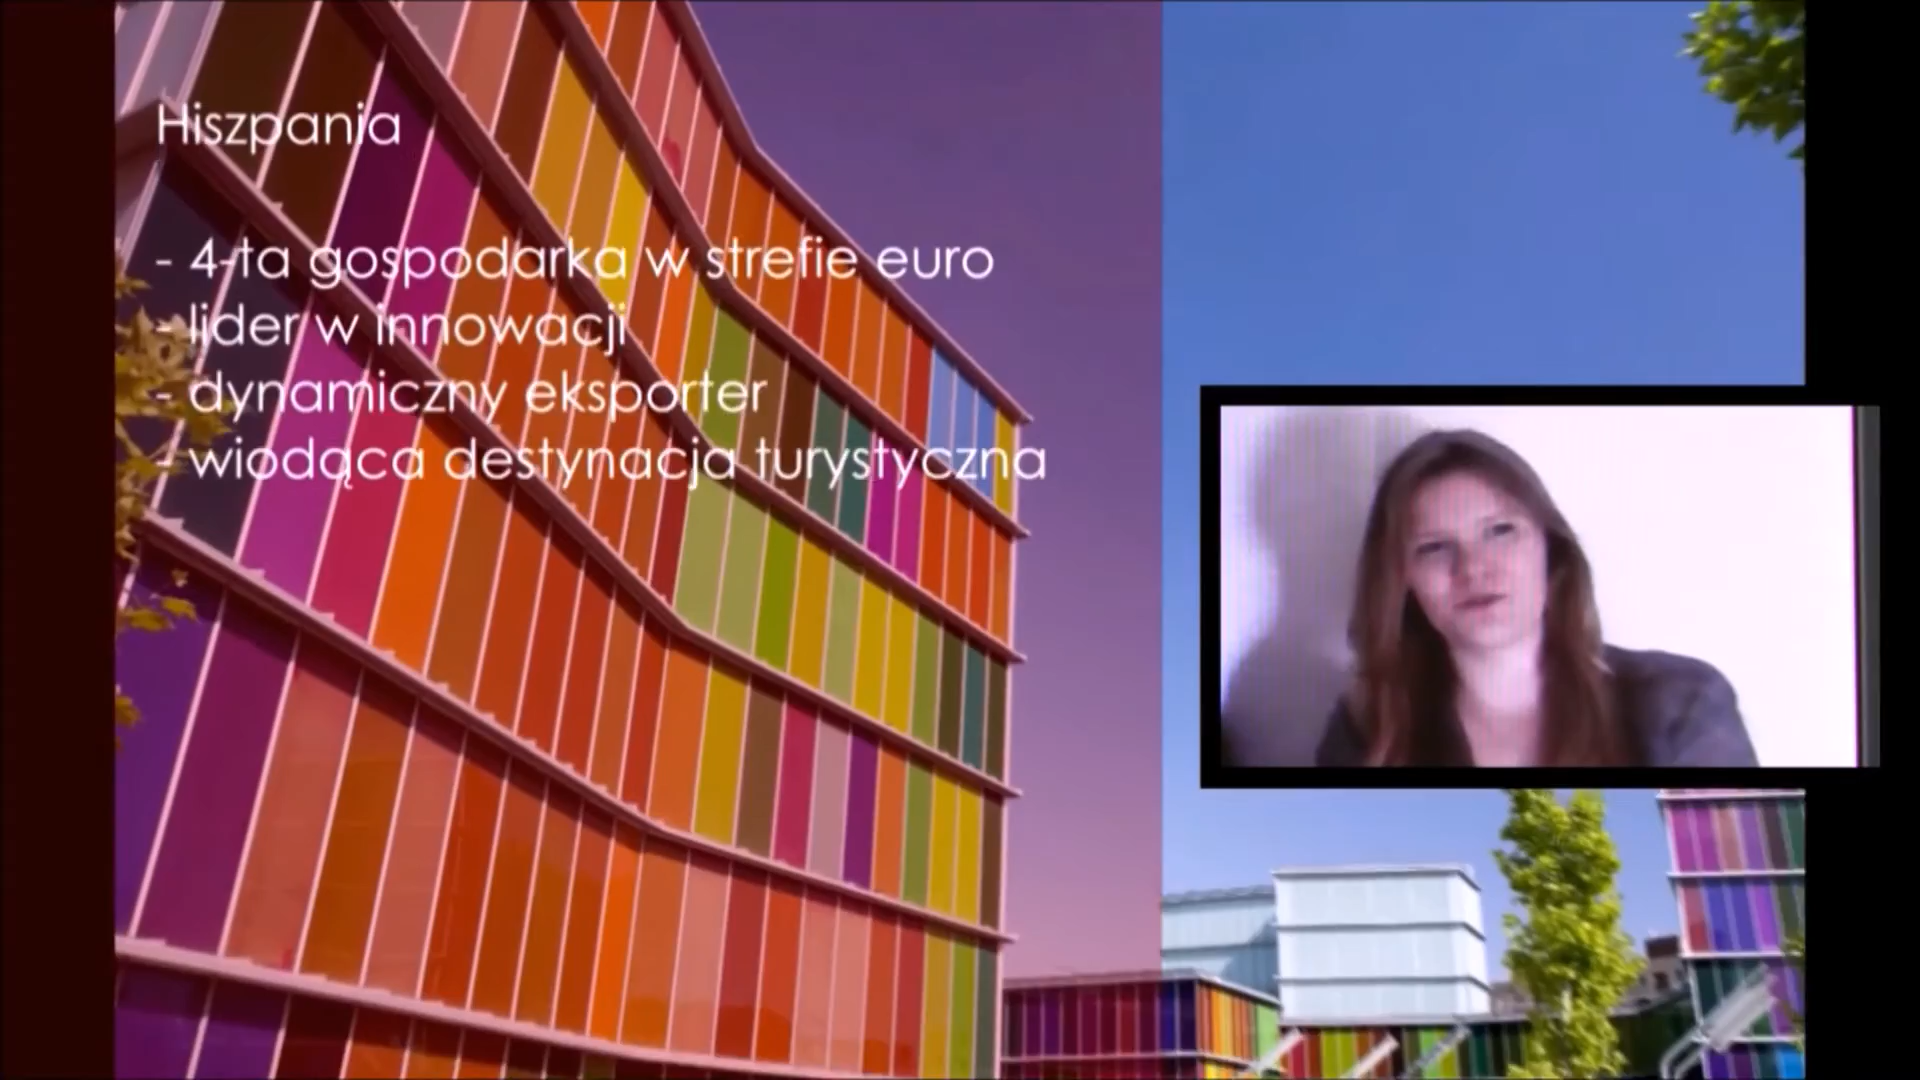 Hiszpania
- 4-ta gospodarka w strefie euro
- lider w innowacji
- dynamiczny eksporter
- wiodąca destynacja turystyczna